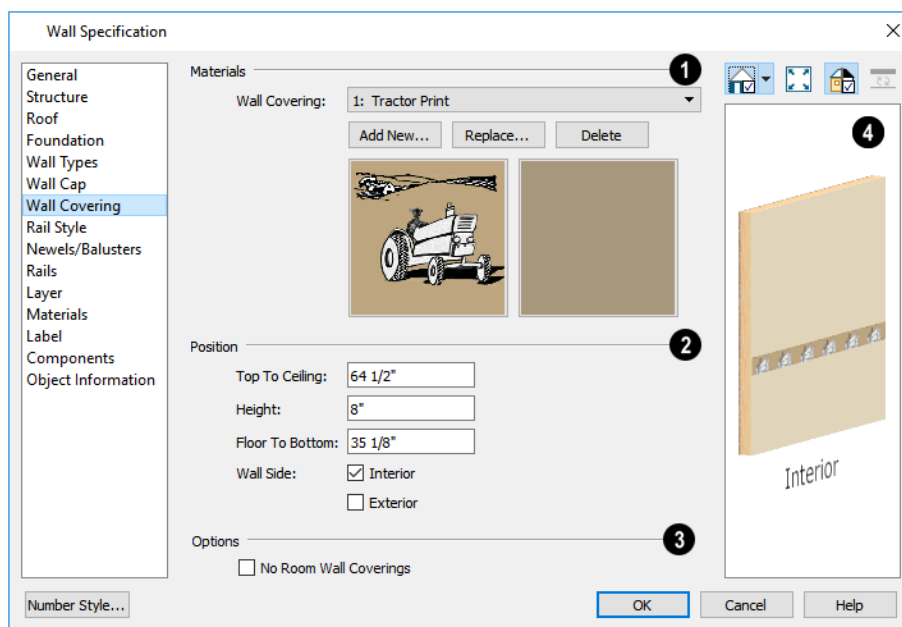 Wall Specification
General
Structure
Roof
Foundation
Wall Types
Wall Cap
Wall Covering
Rail Style
Newels/Balusters
Rails
Layer
Materials
Label
Components
Object Information
Materials 1
Wall Covering: 1: Tractor Print
Add New... Replace... Delete
Position 2
Top To Ceiling: 64 1/2"
Height: 8"
Floor To Bottom: 35 1/8"
Wall Side: Interior
Exterior
Options 3
No Room Wall Coverings
4
Interior
Number Style... OK Cancel Help